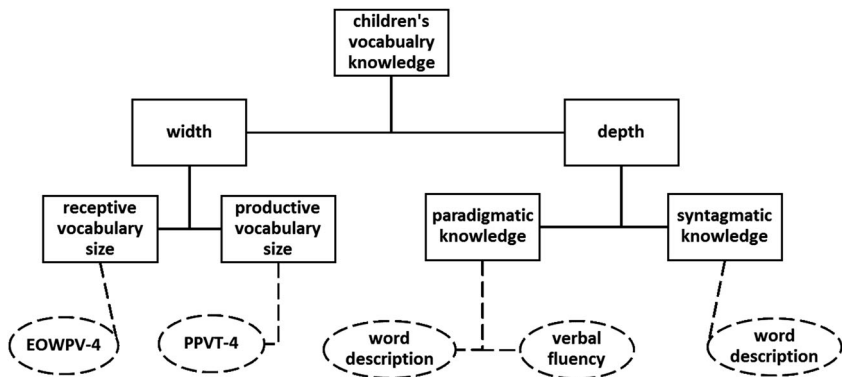 children's
vocabualry
knowledge
width
depth
receptive
vocabulary
size
productive
vocabulary
size
paradigmatic
knowledge
syntagmatic
knowledge
EOWPV-4
PPVT-4
word
description
verbal
fluency
word
description